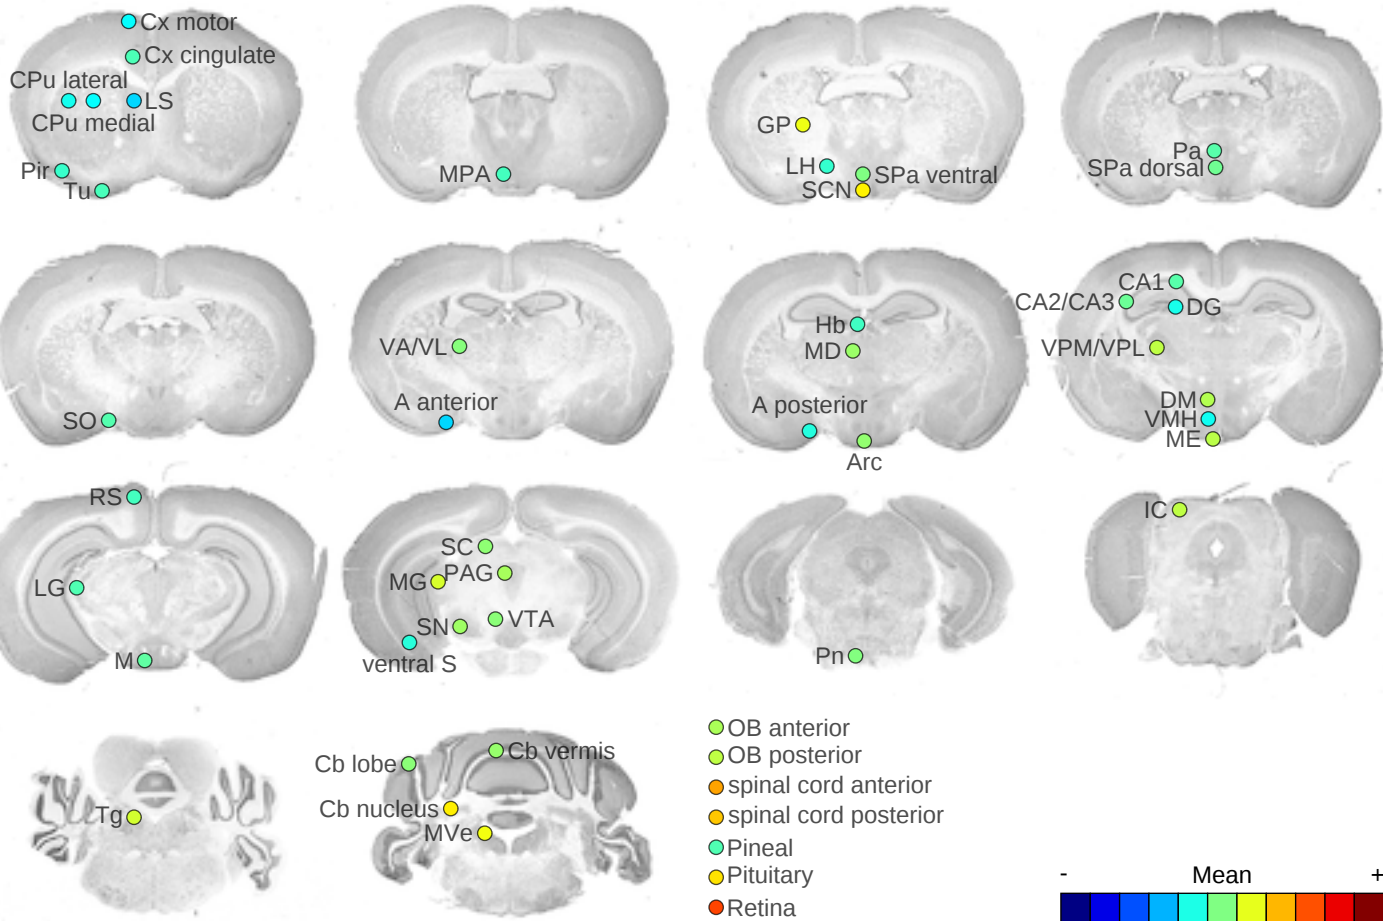 Cx motor
Cx cingulate
CPu lateral
LS
CPu medial
Pir
Tu
MPA
GP
LH
SPa ventral
SCN
Pa
SPa dorsal
SO
VA/VL
A anterior
Hb
MD
A posterior
Arc
CA1
CA2/CA3
DG
VPM/VPL
DM
VMH
ME
RS
LG
M
SC
MG
PAG
SN
VTA
ventral S
Pn
IC
Tg
Cb lobe
Cb vermis
Cb nucleus
MVe
OB anterior
OB posterior
spinal cord anterior
spinal cord posterior
Pineal
Pituitary
Retina
- Mean +